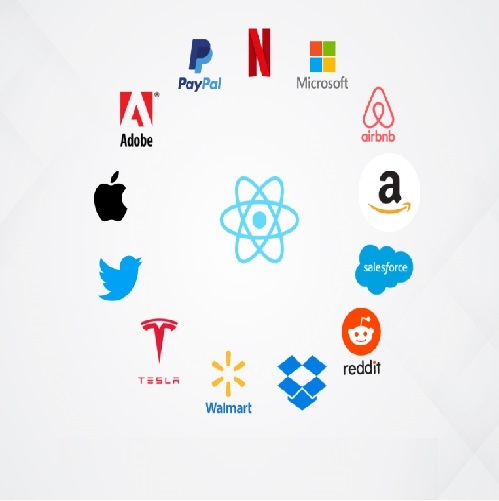 PayPal
Microsoft
Adobe
airbnb
a
salesforce
reddit
TESLA
Walmart